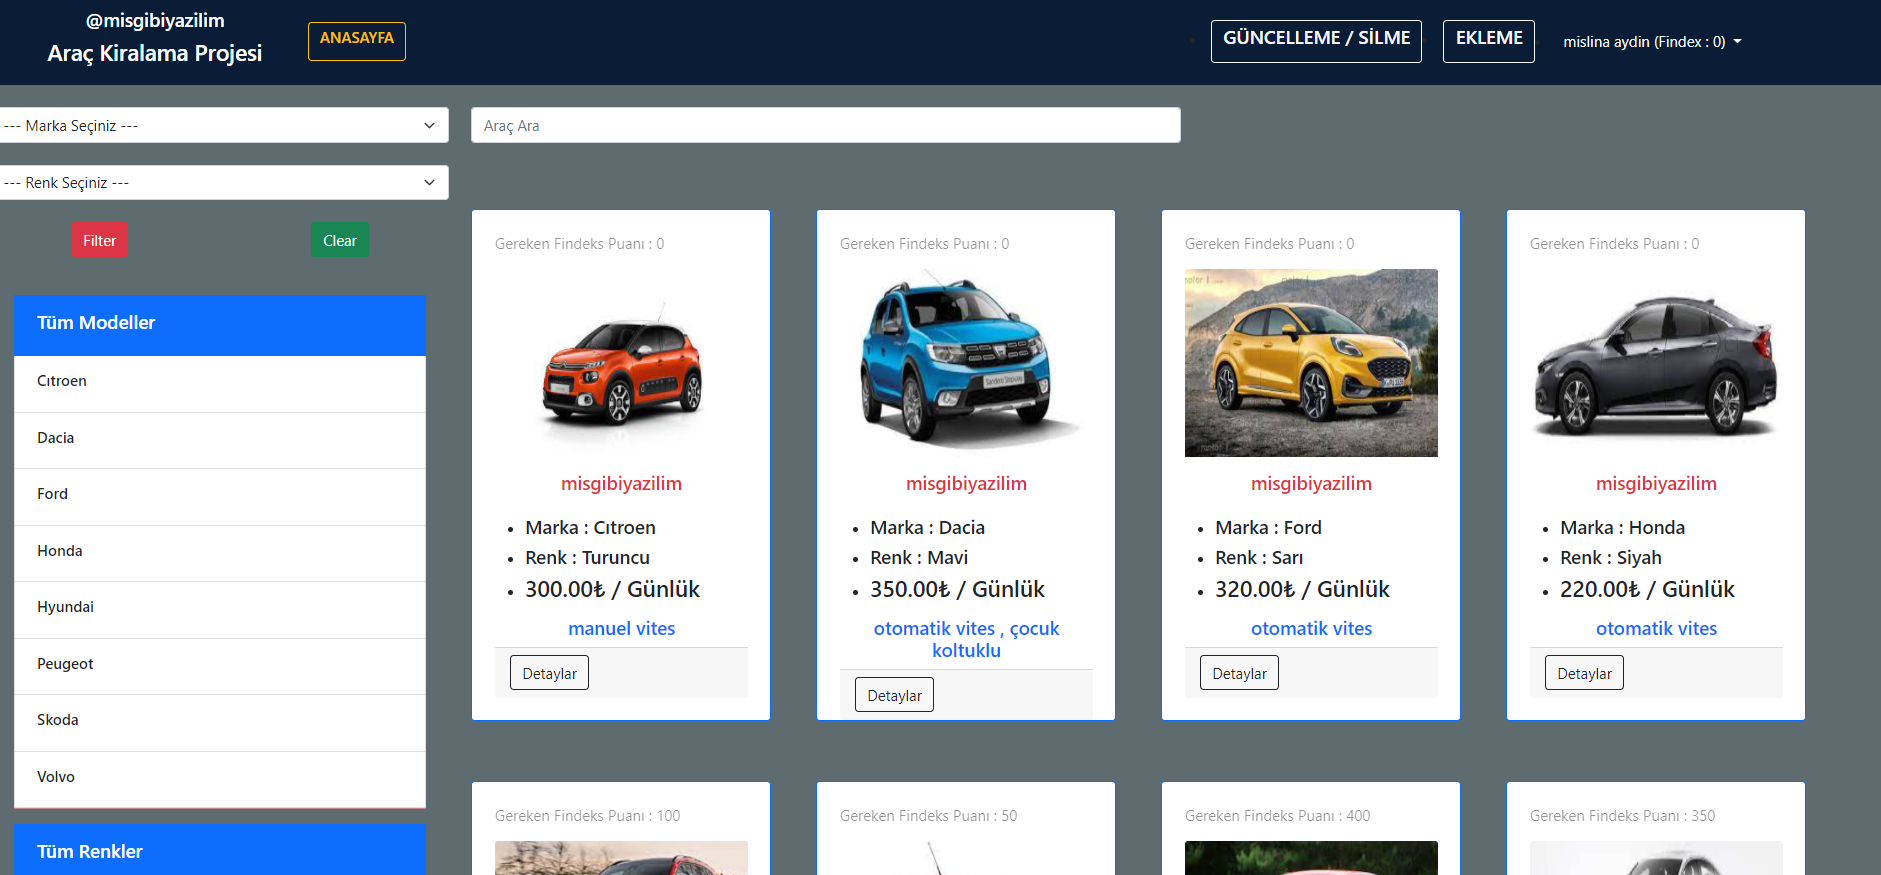 @misgibiyazilim
Araç Kiralama Projesi
ANASAYFA
GÜNCELLEME / SİLME
EKLEME
mislina aydin (Findex : 0)
--- Marka Seçiniz ---
Araç Ara
--- Renk Seçiniz ---
Filter
Clear
Tüm Modeller
Cıtroen
Dacia
Ford
Honda
Hyundai
Peugeot
Skoda
Volvo
Tüm Renkler
Gereken Findeks Puanı : 0
misgibiyazilim
Marka : Cıtroen
Renk : Turuncu
300.00₺ / Günlük
manuel vites
Detaylar
Gereken Findeks Puanı : 0
misgibiyazilim
Marka : Dacia
Renk : Mavi
350.00₺ / Günlük
otomatik vites , çocuk
koltuklu
Detaylar
Gereken Findeks Puanı : 0
misgibiyazilim
Marka : Ford
Renk : Sarı
320.00₺ / Günlük
otomatik vites
Detaylar
Gereken Findeks Puanı : 0
misgibiyazilim
Marka : Honda
Renk : Siyah
220.00₺ / Günlük
otomatik vites
Detaylar
Gereken Findeks Puanı : 100
Gereken Findeks Puanı : 50
Gereken Findeks Puanı : 400
Gereken Findeks Puanı : 350